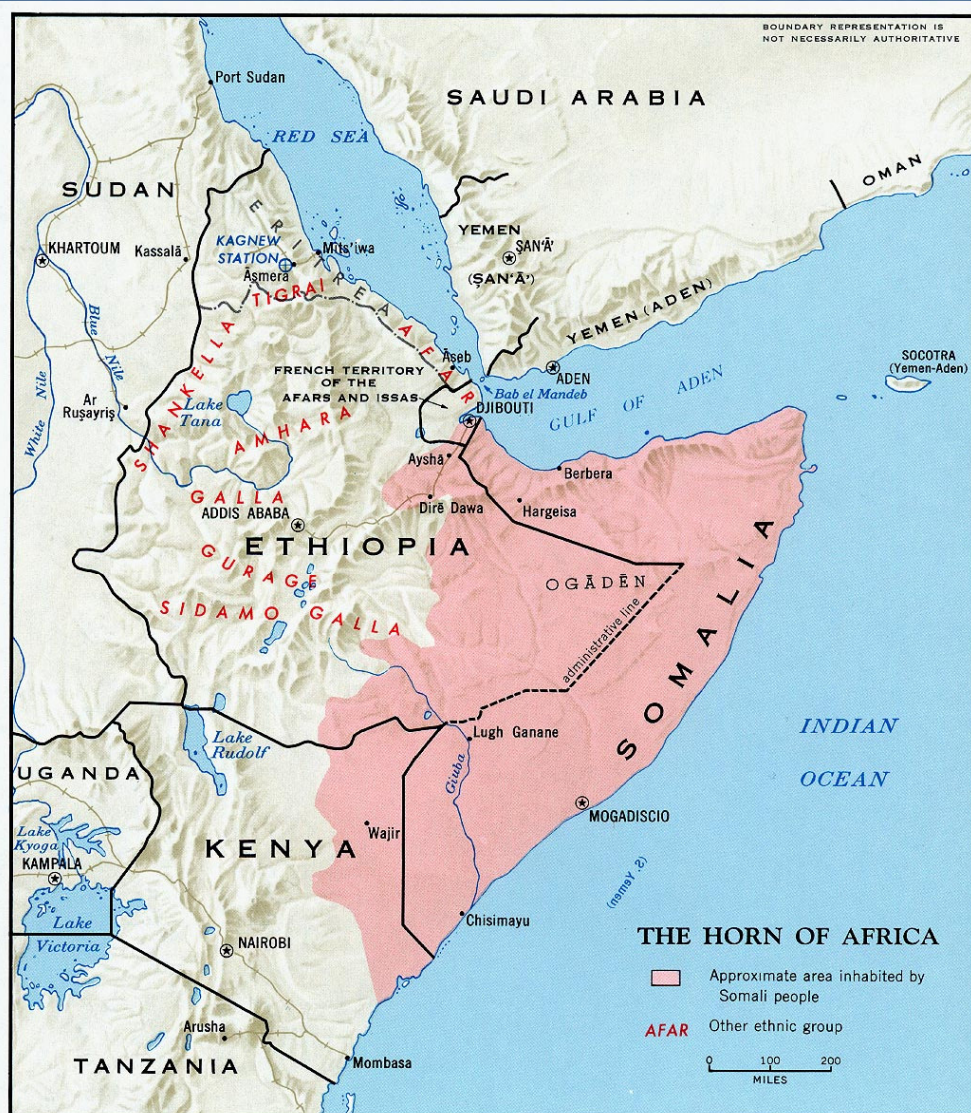 BOUNDARY REPRESENTATION IS
NOT NECESSARILY AUTHORITATIVE
Port Sudan
SAUDI ARABIA
RED SEA
OMAN
SUDAN
ERITREA
YEMEN
KHARTOUM
Kassalā
KAGNEW
STATION
Mits'iwa
ṢAN'Ā'
(ṢAN'Ā')
Āsmera
TIGRAI
YEMEN (ADEN)
Blue Nile
White Nile
SHANKELLA
AFAR
Āseb
ADEN
SOCOTRA
(Yemen-Aden)
FRENCH TERRITORY
OF THE
AFARS AND ISSAS
Bab el Mandeb
GULF OF ADEN
Ar
Ruşayriş
Lake
Tana
DJIBOUTI
AMHARA
Ayshā
Berbera
GALLA
ADDIS ABABA
Dirē Dawa
Hargeisa
ETHIOPIA
GURAGE
OGĀDĒN
SIDAMO GALLA
administrative line
SOMALIA
Lugh Ganane
INDIAN
OCEAN
Lake
Rudolf
UGANDA
Giuba
MOGADISCIO
Lake
Kyoga
Wajir
KENYA
KAMPALA
(S. Yemen)
Lake
Victoria
Chisimayu
NAIROBI
THE HORN OF AFRICA
Approximate area inhabited by
Somali people
AFAR Other ethnic group
Arusha
TANZANIA
Mombasa
0 100 200
MILES